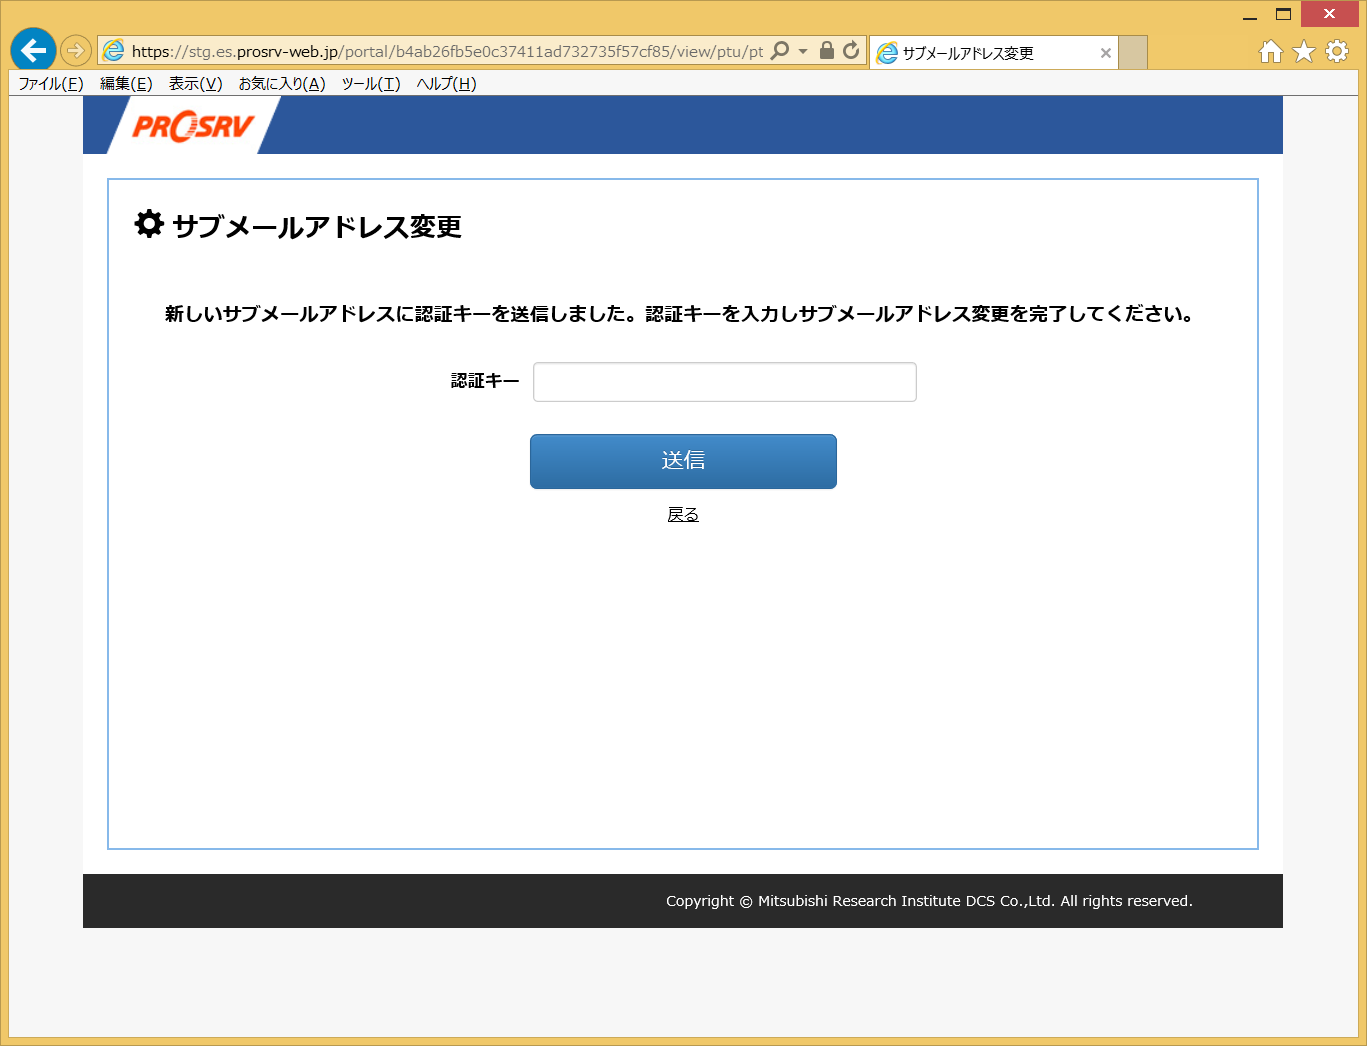 https://stg.es.prosrv-web.jp/portal/b4ab26fb5e0c37411ad732735f57cf85/view/ptu/pt
サブメールアドレス変更
ファイル(F) 編集(E) 表示(V) お気に入り(A) ツール(T) ヘルプ(H)
PROSRV
サブメールアドレス変更
新しいサブメールアドレスに認証キーを送信しました。認証キーを入力しサブメールアドレス変更を完了してください。
認証キー
送信
戻る
Copyright © Mitsubishi Research Institute DCS Co.,Ltd. All rights reserved.